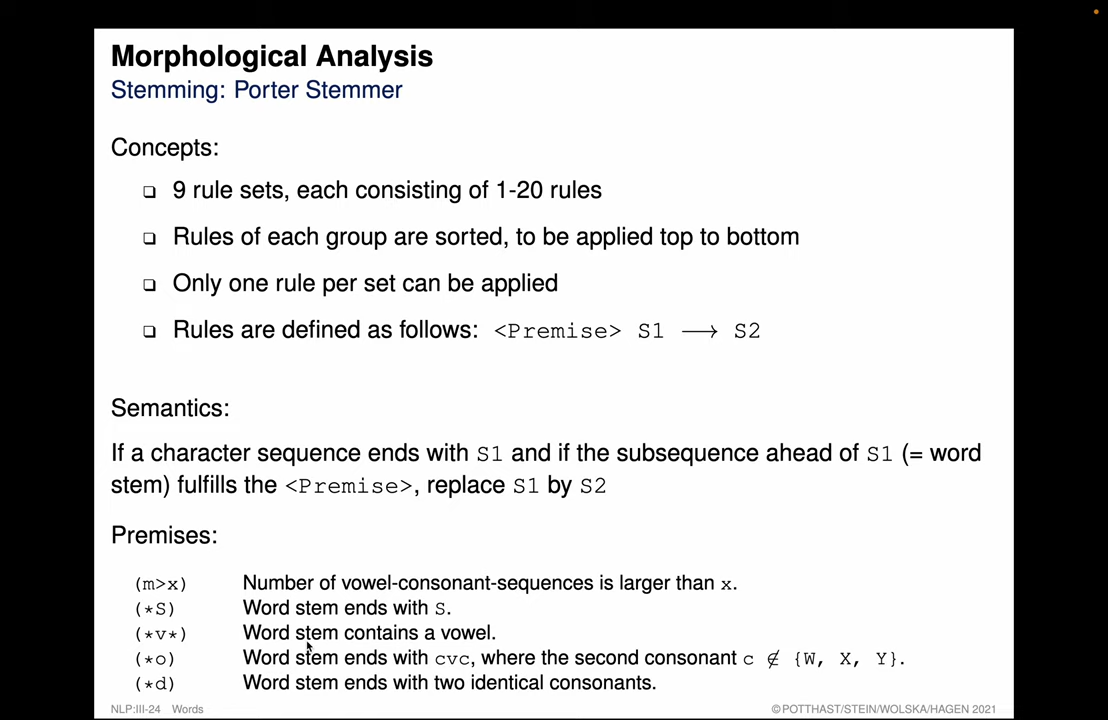 Morphological Analysis
Stemming: Porter Stemmer
Concepts:
❑ 9 rule sets, each consisting of 1-20 rules
❑ Rules of each group are sorted, to be applied top to bottom
❑ Only one rule per set can be applied
❑ Rules are defined as follows: <Premise> S1 ⟶ S2
Semantics:
If a character sequence ends with S1 and if the subsequence ahead of S1 (= word
stem) fulfills the <Premise>, replace S1 by S2
Premises:
(m>x) Number of vowel-consonant-sequences is larger than x.
(*S) Word stem ends with S.
(*v*) Word stem contains a vowel.
(*o) Word stem ends with cvc, where the second consonant c ∉ {W, X, Y}.
(*d) Word stem ends with two identical consonants.
NLP:III-24 Words ©POTTHAST/STEIN/WOLSKA/HAGEN 2021